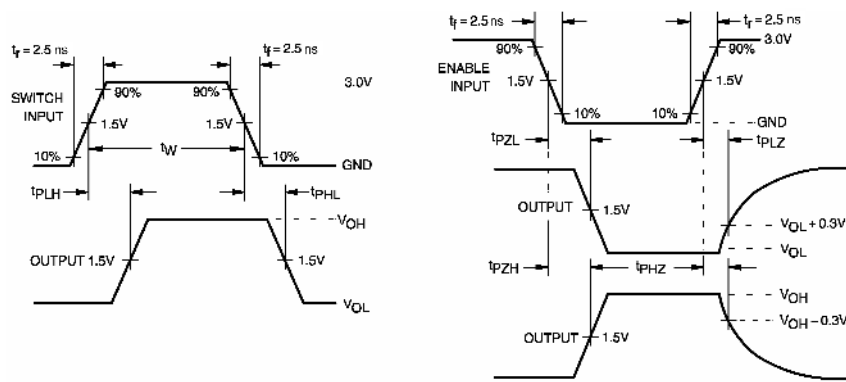 tr = 2.5 ns
tf = 2.5 ns
3.0V
SWITCH INPUT
90%
90%
1.5V
1.5V
tW
10%
10%
GND
tPLH
tPHL
VOH
OUTPUT 1.5V
1.5V
VOL
tf = 2.5 ns
tr = 2.5 ns
3.0V
90%
90%
ENABLE INPUT
1.5V
1.5V
10%
10%
GND
tPZL
tPLZ
OUTPUT
1.5V
VOL + 0.3V
VOL
tPZH
tPHZ
VOH
VOH – 0.3V
OUTPUT
1.5V